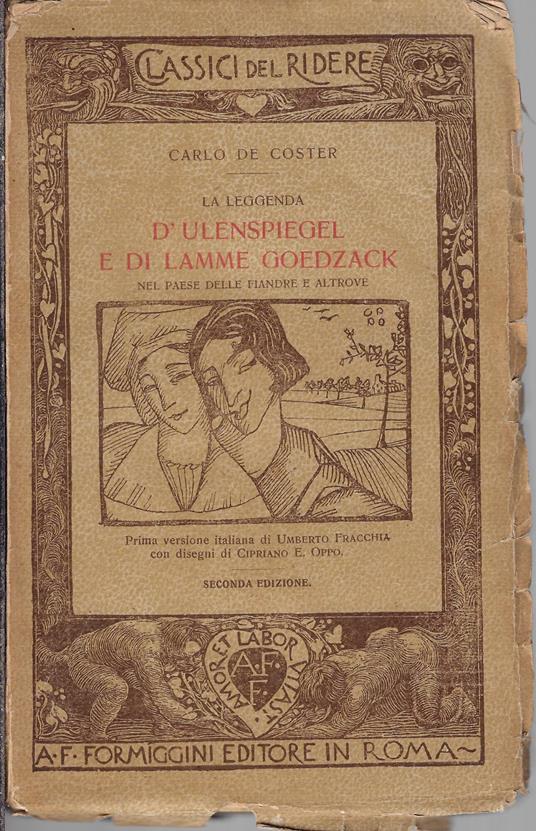 CLASSICI DEL RIDERE
CARLO DE COSTER
LA LEGGENDA
D' ULENSPIEGEL
E DI LAMME GOEDZACK
NEL PAESE DELLE FIANDRE E ALTROVE
Prima versione italiana di UMBERTO FRACCHIA
con disegni di CIPRIANO E. OPPO.
SECONDA EDIZIONE.
AMOR ET LABOR VITAST·
A·F·
F·
A·F· FORMIGGINI EDITORE IN ROMA~